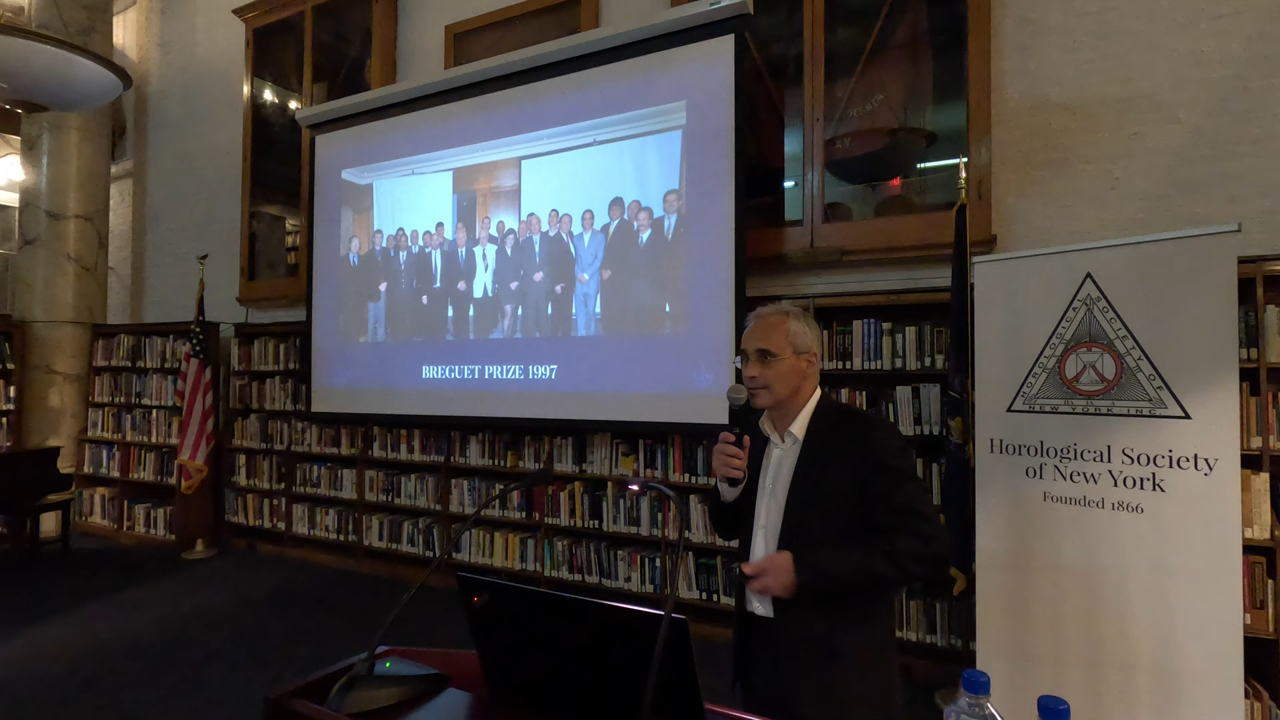 BREGUET PRIZE 1997
HOROLOGICAL SOCIETY OF
NEW YORK INC.
Horological Society
of New York
Founded 1866